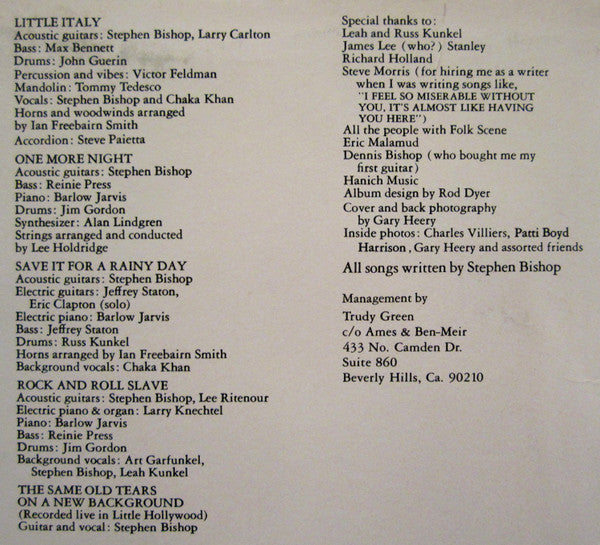 LITTLE ITALY
Acoustic guitars: Stephen Bishop, Larry Carlton
Bass: Max Bennett
Drums: John Guerin
Percussion and vibes: Victor Feldman
Mandolin: Tommy Tedesco
Vocals: Stephen Bishop and Chaka Khan
Horns and woodwinds arranged
by Ian Freebairn Smith
Accordion: Steve Paietta
ONE MORE NIGHT
Acoustic guitars: Stephen Bishop
Bass: Reinie Press
Piano: Barlow Jarvis
Drums: Jim Gordon
Synthesizer: Alan Lindgren
Strings arranged and conducted
by Lee Holdridge
SAVE IT FOR A RAINY DAY
Acoustic guitars: Stephen Bishop
Electric guitars: Jeffrey Staton,
Eric Clapton (solo)
Electric piano: Barlow Jarvis
Bass: Jeffrey Staton
Drums: Russ Kunkel
Horns arranged by Ian Freebairn Smith
Background vocals: Chaka Khan
ROCK AND ROLL SLAVE
Acoustic guitars: Stephen Bishop, Lee Ritenour
Electric piano & organ: Larry Knechtel
Piano: Barlow Jarvis
Bass: Reinie Press
Drums: Jim Gordon
Background vocals: Art Garfunkel,
Stephen Bishop, Leah Kunkel
THE SAME OLD TEARS
ON A NEW BACKGROUND
(Recorded live in Little Hollywood)
Guitar and vocal: Stephen Bishop
Special thanks to:
Leah and Russ Kunkel
James Lee (who?) Stanley
Richard Holland
Steve Morris (for hiring me as a writer
when I was writing songs like,
"I FEEL SO MISERABLE WITHOUT
YOU, IT'S ALMOST LIKE HAVING
YOU HERE")
All the people with Folk Scene
Eric Malamud
Dennis Bishop (who bought me my
first guitar)
Hanich Music
Album design by Rod Dyer
Cover and back photography
by Gary Heery
Inside photos: Charles Villiers, Patti Boyd
Harrison, Gary Heery and assorted friends
All songs written by Stephen Bishop
Management by
Trudy Green
c/o Ames & Ben-Meir
433 No. Camden Dr.
Suite 860
Beverly Hills, Ca. 90210